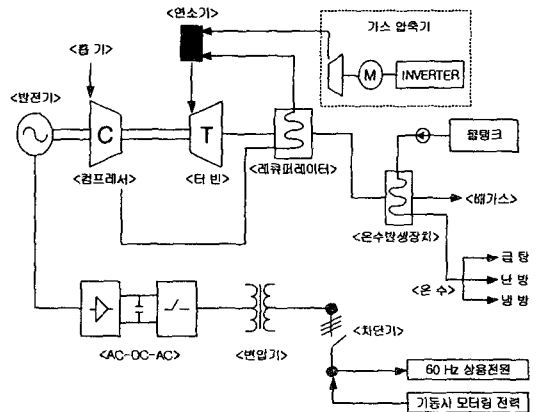 <연소기>
가스 압축기
<흡 기>
M
INVERTER
<발전기>
물탱크
C
T
<컴프레서>
<터 빈>
<레큐퍼레이터>
<배가스>
<온수발생장치>
급 탕
<온 수>
난 방
냉 방
<차단기>
<AC-DC-AC>
<변압기>
60 Hz 상용전원
기동시 모터링 전력